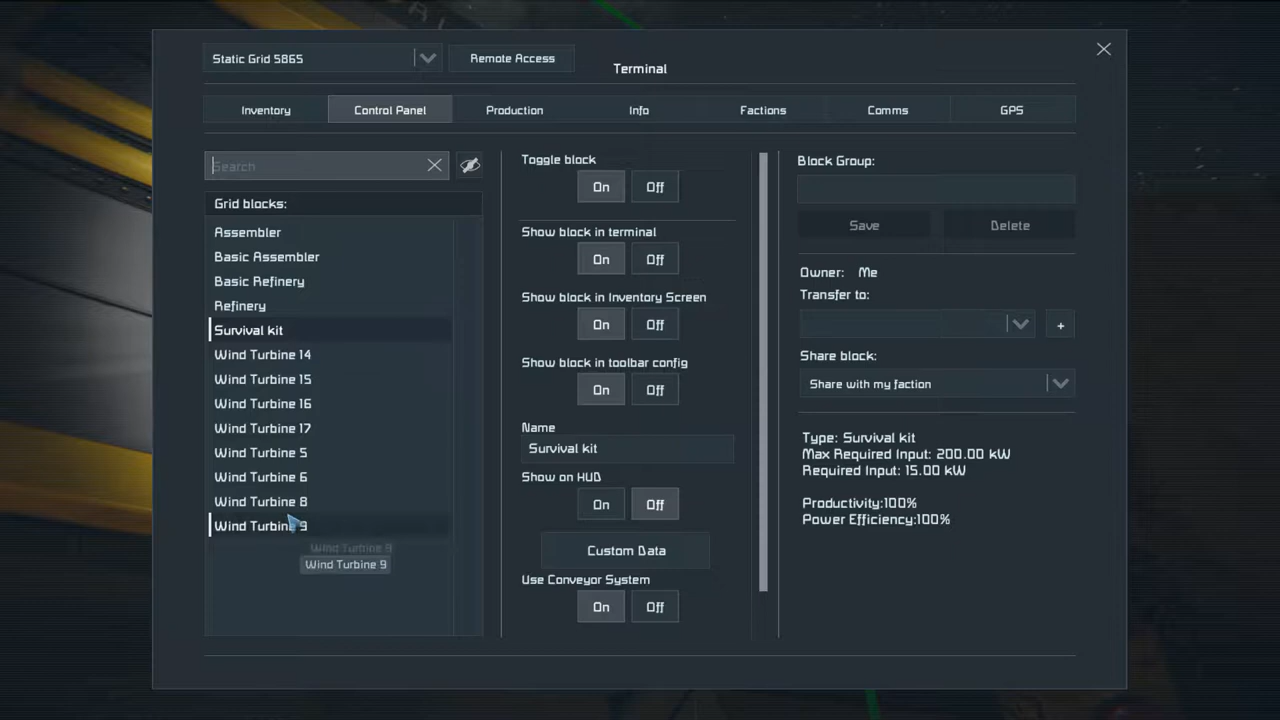 Static Grid 5865
Remote Access
Terminal
Inventory
Control Panel
Production
Info
Factions
Comms
GPS
Search
Grid blocks:
Assembler
Basic Assembler
Basic Refinery
Refinery
Survival kit
Wind Turbine 14
Wind Turbine 15
Wind Turbine 16
Wind Turbine 17
Wind Turbine 5
Wind Turbine 6
Wind Turbine 8
Wind Turbine 9
Wind Turbine 9
Wind Turbine 9
Toggle block
On Off
Show block in terminal
On Off
Show block in Inventory Screen
On Off
Show block in toolbar config
On Off
Name
Survival kit
Show on HUD
On Off
Custom Data
Use Conveyor System
On Off
Block Group:
Save Delete
Owner: Me
Transfer to:
+
Share block:
Share with my faction
Type: Survival kit
Max Required Input: 200.00 kW
Required Input: 15.00 kW
Productivity:100%
Power Efficiency:100%